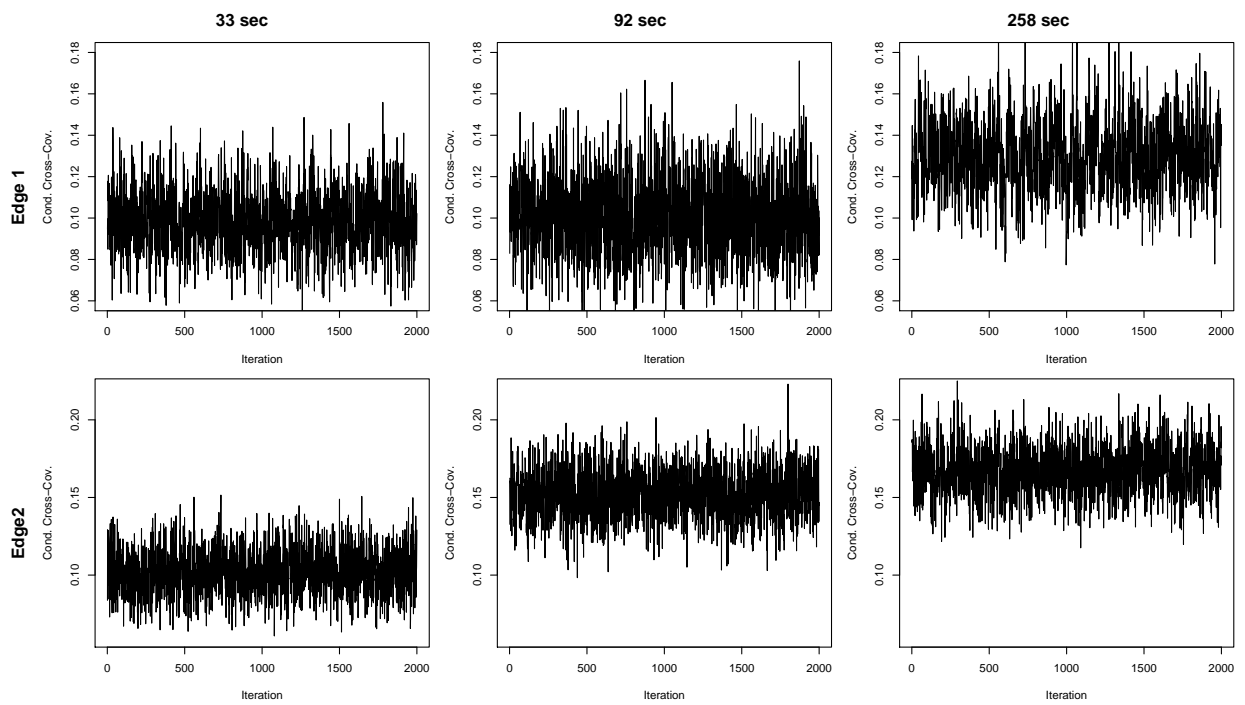 33 sec
92 sec
258 sec
Edge 1
Cond. Cross−Cov.
0.06 0.08 0.10 0.12 0.14 0.16 0.18
0 500 1000 1500 2000
Iteration
Cond. Cross−Cov.
0.06 0.08 0.10 0.12 0.14 0.16 0.18
0 500 1000 1500 2000
Iteration
Cond. Cross−Cov.
0.06 0.08 0.10 0.12 0.14 0.16 0.18
0 500 1000 1500 2000
Iteration
Edge2
Cond. Cross−Cov.
0.10 0.15 0.20
0 500 1000 1500 2000
Iteration
Cond. Cross−Cov.
0.10 0.15 0.20
0 500 1000 1500 2000
Iteration
Cond. Cross−Cov.
0.10 0.15 0.20
0 500 1000 1500 2000
Iteration